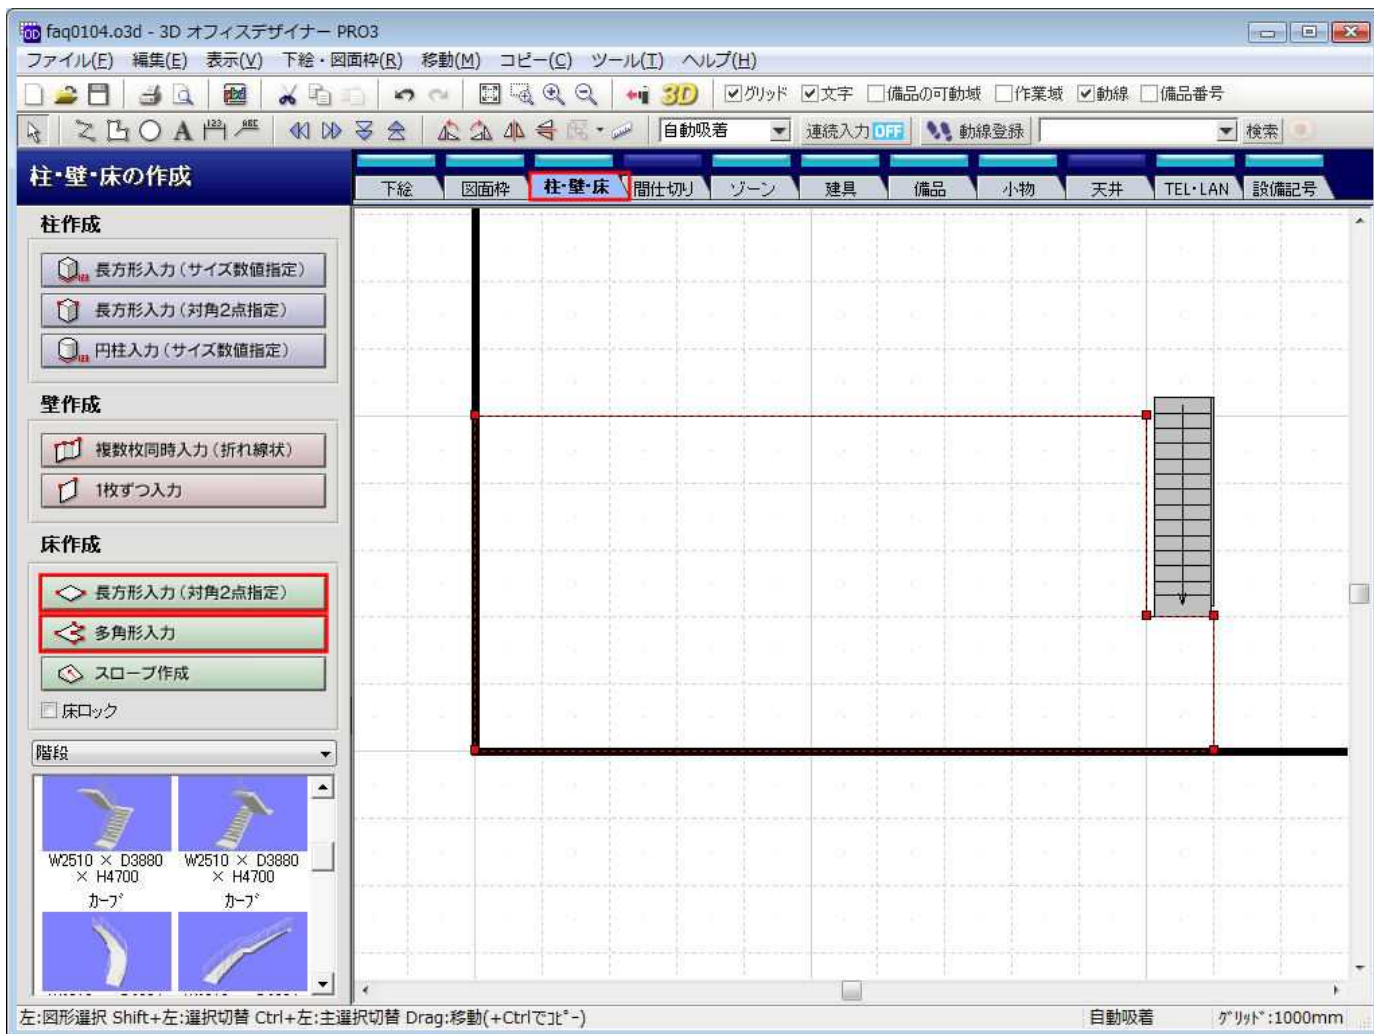 faq0104.o3d - 3D オフィスデザイナー PRO3
ファイル(F) 編集(E) 表示(V) 下絵・図面枠(R) 移動(M) コピー(C) ツール(T) ヘルプ(H)
3D グリッド 文字 備品の可動域 作業域 動線 備品番号
A 123 ABC 自動吸着 連続入力 OFF 動線登録 検索
柱・壁・床の作成
下絵 図面枠 柱・壁・床 間仕切り ゾーン 建具 備品 小物 天井 TEL・LAN 設備記号
柱作成
長方形入力(サイズ数値指定)
長方形入力(対角2点指定)
円柱入力(サイズ数値指定)
壁作成
複数枚同時入力(折れ線状)
1枚ずつ入力
床作成
長方形入力(対角2点指定)
多角形入力
スロープ作成
床ロック
階段
W2510 × D3880 × H4700 カーブ
W2510 × D3880 × H4700 カーブ
左:図形選択 Shift+左:選択切替 Ctrl+左:主選択切替 Drag:移動(+Ctrlでコピー) 自動吸着 グリッド:1000mm